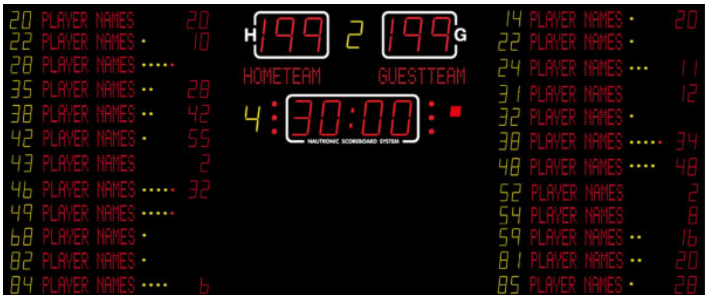 20 PLAYER NAMES 20
22 PLAYER NAMES 10
28 PLAYER NAMES
35 PLAYER NAMES 28
38 PLAYER NAMES 42
42 PLAYER NAMES 55
43 PLAYER NAMES 2
46 PLAYER NAMES 32
49 PLAYER NAMES
68 PLAYER NAMES
82 PLAYER NAMES
84 PLAYER NAMES 6
H 199 2 199 G
HOMETEAM GUESTTEAM
4 30:00
NAUTRONIC SCOREBOARD SYSTEM
14 PLAYER NAMES 20
22 PLAYER NAMES
24 PLAYER NAMES 11
31 PLAYER NAMES 12
32 PLAYER NAMES
38 PLAYER NAMES 34
48 PLAYER NAMES 48
52 PLAYER NAMES 2
54 PLAYER NAMES 8
59 PLAYER NAMES 16
81 PLAYER NAMES 20
85 PLAYER NAMES 28